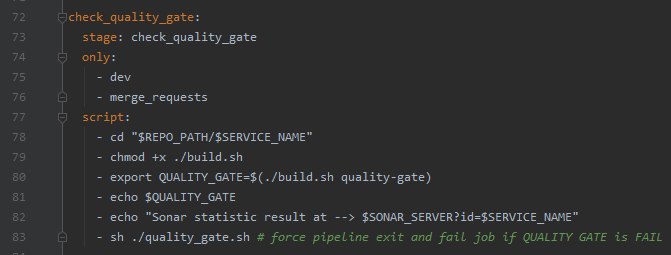 72 check_quality_gate:
73 stage: check_quality_gate
74 only:
75 - dev
76 - merge_requests
77 script:
78 - cd "$REPO_PATH/$SERVICE_NAME"
79 - chmod +x ./build.sh
80 - export QUALITY_GATE=$(./build.sh quality-gate)
81 - echo $QUALITY_GATE
82 - echo "Sonar statistic result at --> $SONAR_SERVER?id=$SERVICE_NAME"
83 - sh ./quality_gate.sh # force pipeline exit and fail job if QUALITY GATE is FAIL